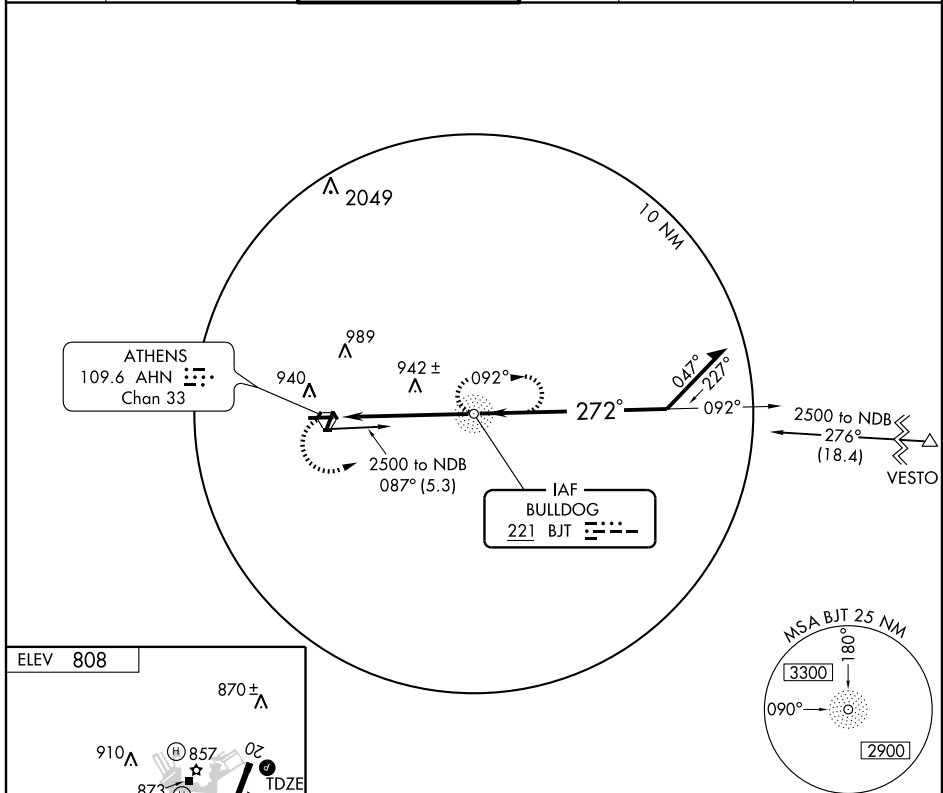 2049
10 NM
ATHENS
109.6 AHN
Chan 33
989
940
942 ±
092°
047°
227°
272°
092°
2500 to NDB
276°
(18.4)
VESTO
2500 to NDB
087° (5.3)
IAF
BULLDOG
221 BJT
MSA BJT 25 NM
180°
3300
090°
2900
ELEV 808
870 ±
910
H 857
20
P
TDZE
873
H